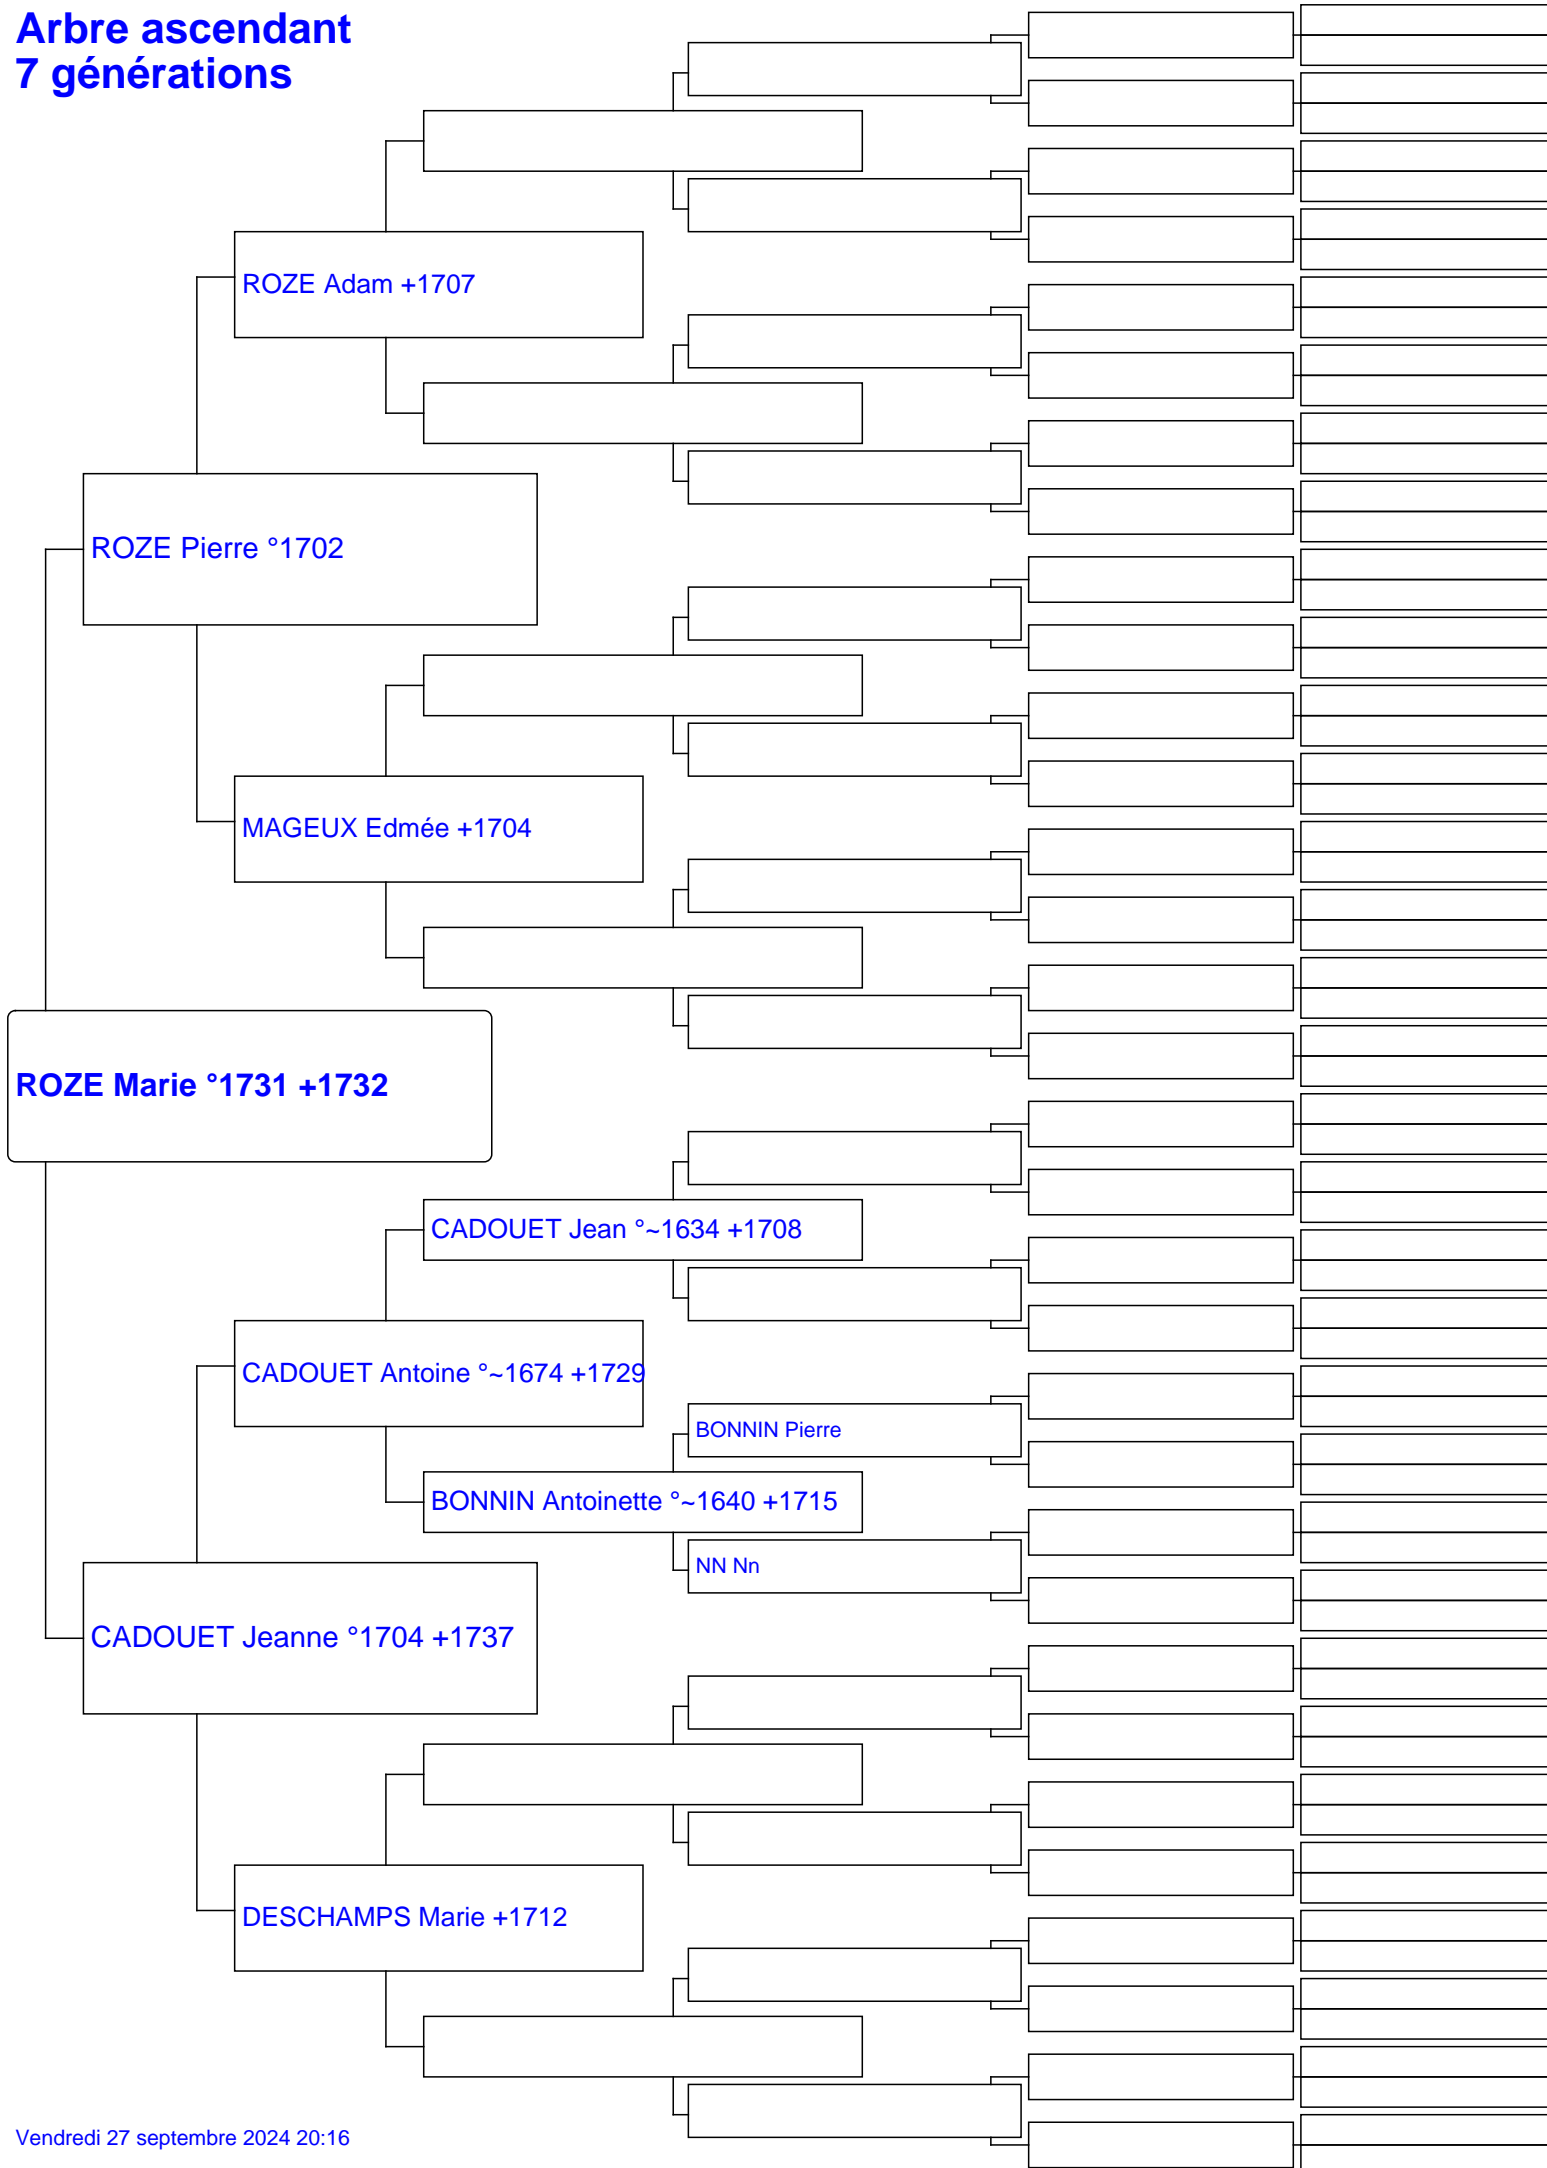 Arbre ascendant
7 générations
ROZE Adam +1707
ROZE Pierre °1702
MAGEUX Edmée +1704
ROZE Marie °1731 +1732
CADOUET Jean °~1634 +1708
CADOUET Antoine °~1674 +1729
BONNIN Pierre
BONNIN Antoinette °~1640 +1715
NN Nn
CADOUET Jeanne °1704 +1737
DESCHAMPS Marie +1712
Vendredi 27 septembre 2024 20:16